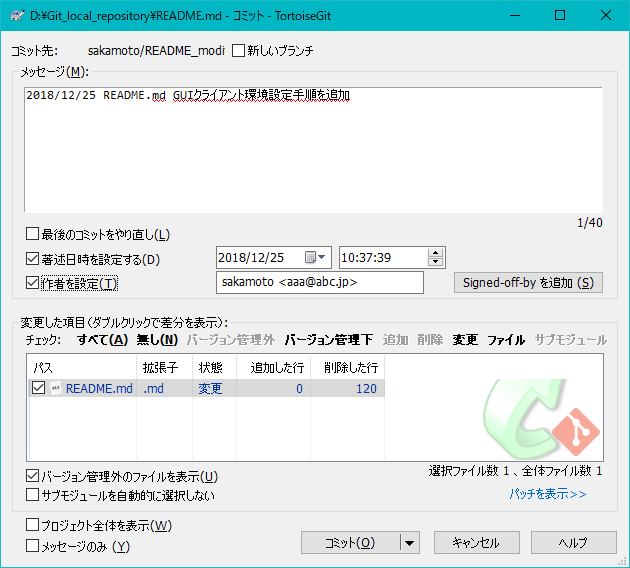 D:¥Git_local_repository¥README.md - コミット - TortoiseGit
コミット先: sakamoto/README_modi 新しいブランチ
メッセージ(M):
2018/12/25 README.md GUIクライアント環境設定手順を追加
1/40
最後のコミットをやり直し(L)
著述日時を設定する(D) 2018/12/25 10:37:39
作者を設定(T) sakamoto <aaa@abc.jp> Signed-off-by を追加 (S)
変更した項目(ダブルクリックで差分を表示):
チェック: すべて(A) 無し(N) バージョン管理外 バージョン管理下 追加 削除 変更 ファイル サブモジュール
パス 拡張子 状態 追加した行 削除した行
README.md .md 変更 0 120
バージョン管理外のファイルを表示(U) 選択ファイル数 1 、全体ファイル数 1
サブモジュールを自動的に選択しない パッチを表示>>
プロジェクト全体を表示(W)
メッセージのみ (Y) コミット(O) キャンセル ヘルプ